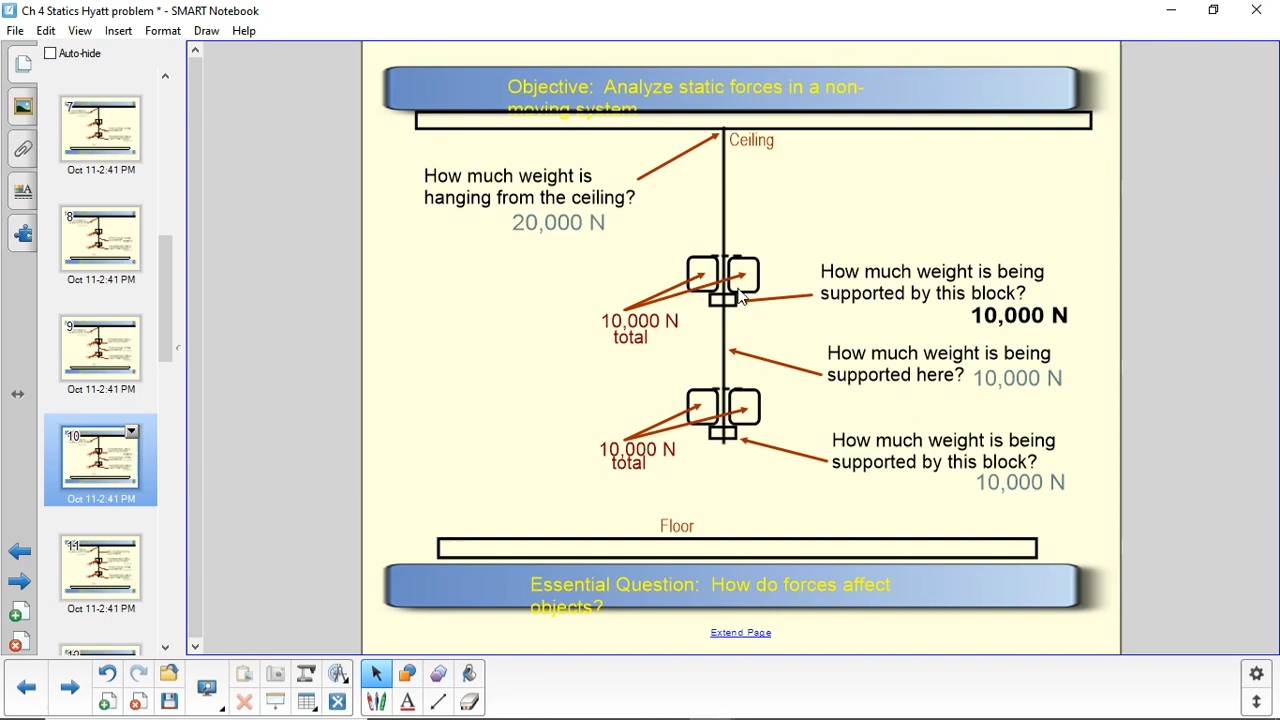 Ch 4 Statics Hyatt problem * - SMART Notebook
File Edit View Insert Format Draw Help
Auto-hide
7
Oct 11-2:41 PM
8
Oct 11-2:41 PM
9
Oct 11-2:41 PM
10
Oct 11-2:41 PM
11
Oct 11-2:41 PM
Objective: Analyze static forces in a non-
moving system
Ceiling
How much weight is
hanging from the ceiling?
20,000 N
How much weight is being
supported by this block?
10,000 N
10,000 N
total
How much weight is being
supported here? 10,000 N
10,000 N
total
How much weight is being
supported by this block?
10,000 N
Floor
Essential Question: How do forces affect
objects?
Extend Page